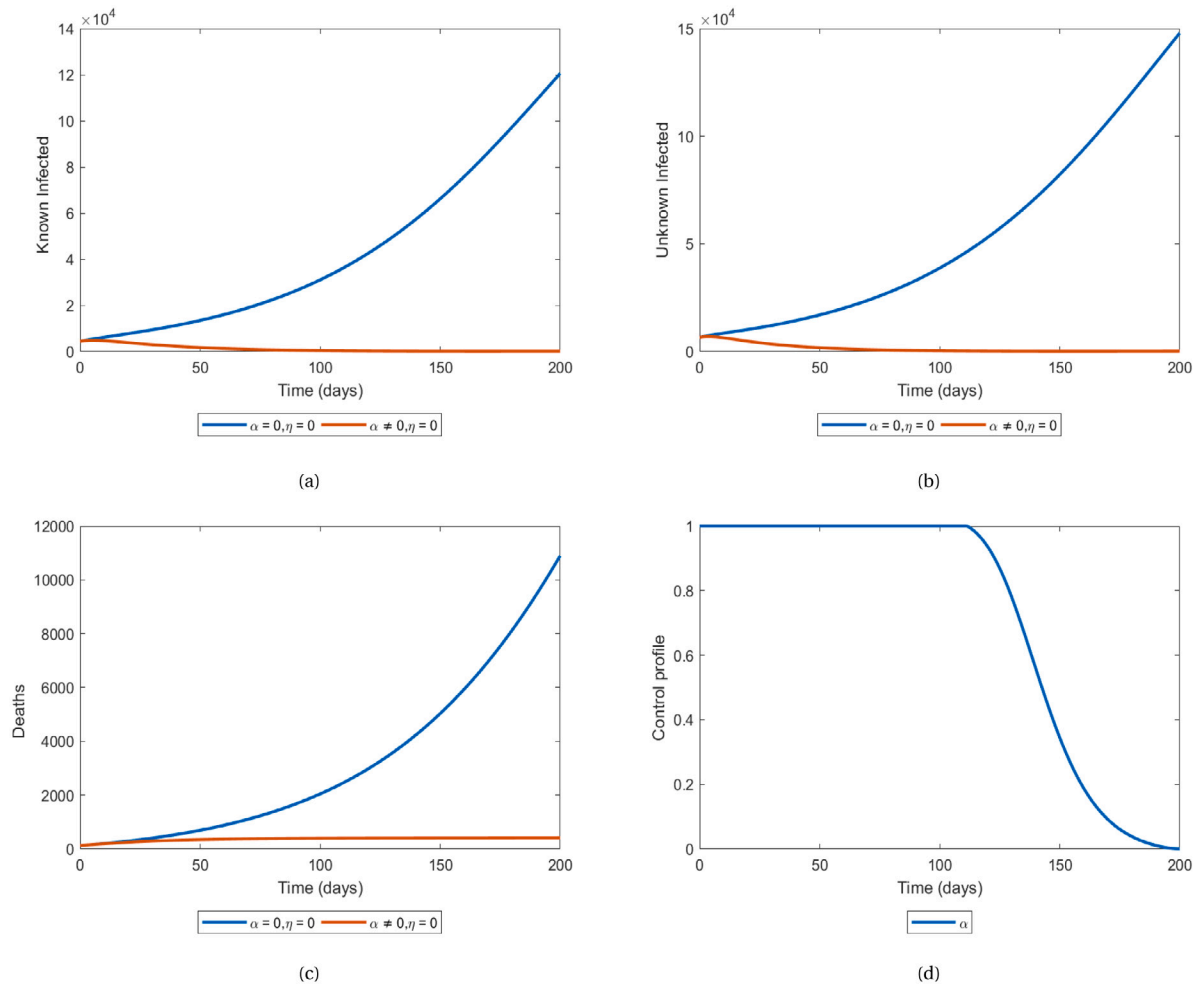 ×10⁴
14
12
10
8
6
4
2
0
Known Infected
0 50 100 150 200
Time (days)
α = 0,η = 0 α ≠ 0,η = 0
(a)
×10⁴
15
10
5
0
Unknown Infected
0 50 100 150 200
Time (days)
α = 0,η = 0 α ≠ 0,η = 0
(b)
12000
10000
8000
6000
4000
2000
0
Deaths
0 50 100 150 200
Time (days)
α = 0,η = 0 α ≠ 0,η = 0
(c)
1
0.8
0.6
0.4
0.2
0
Control profile
0 50 100 150 200
Time (days)
α
(d)